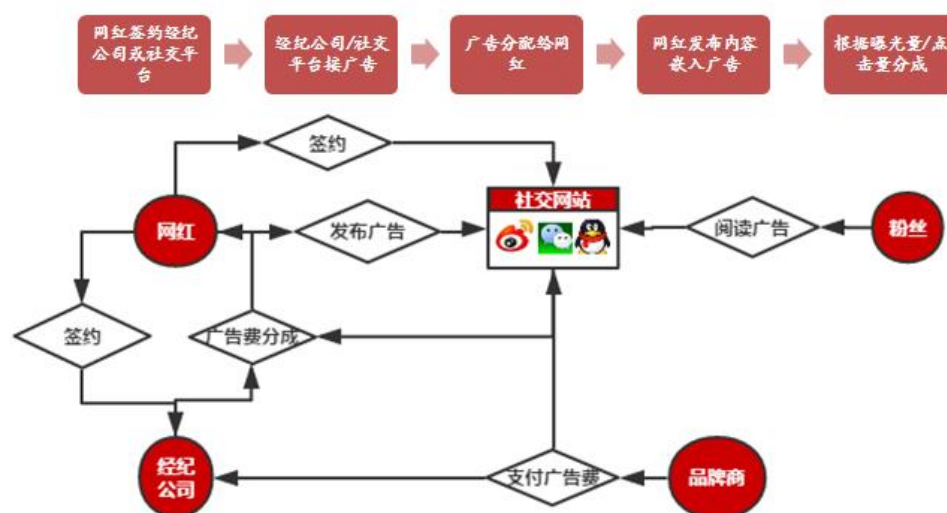 网红签约经纪
公司或社交平
台
经纪公司/社交
平台接广告
广告分配给网
红
网红发布内容
嵌入广告
根据曝光量/点
击量分成
签约
社交网站
网红
发布广告
阅读广告
粉丝
签约
广告费分成
经纪
公司
支付广告费
品牌商